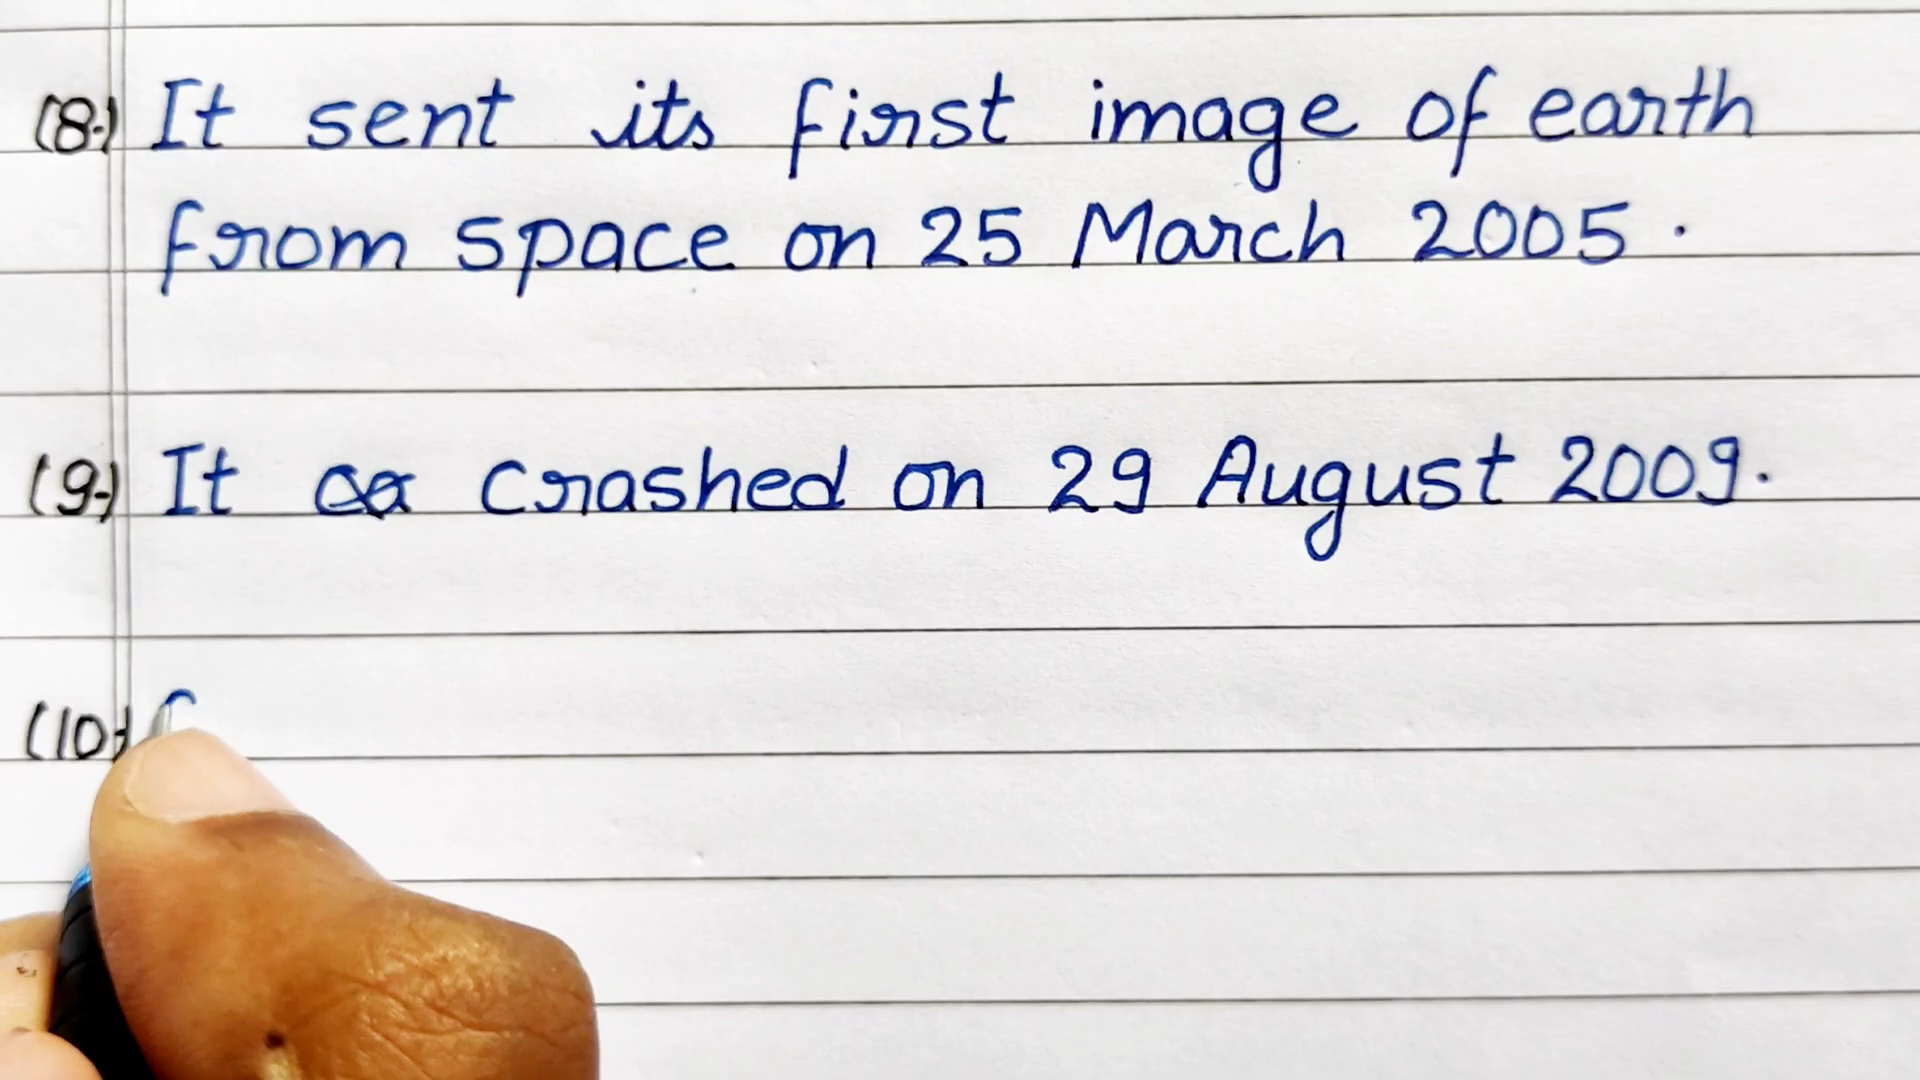 (8.) It sent its first image of earth
from space on 25 March 2005.
(9.) It crashed on 29 August 2009.
(10.)